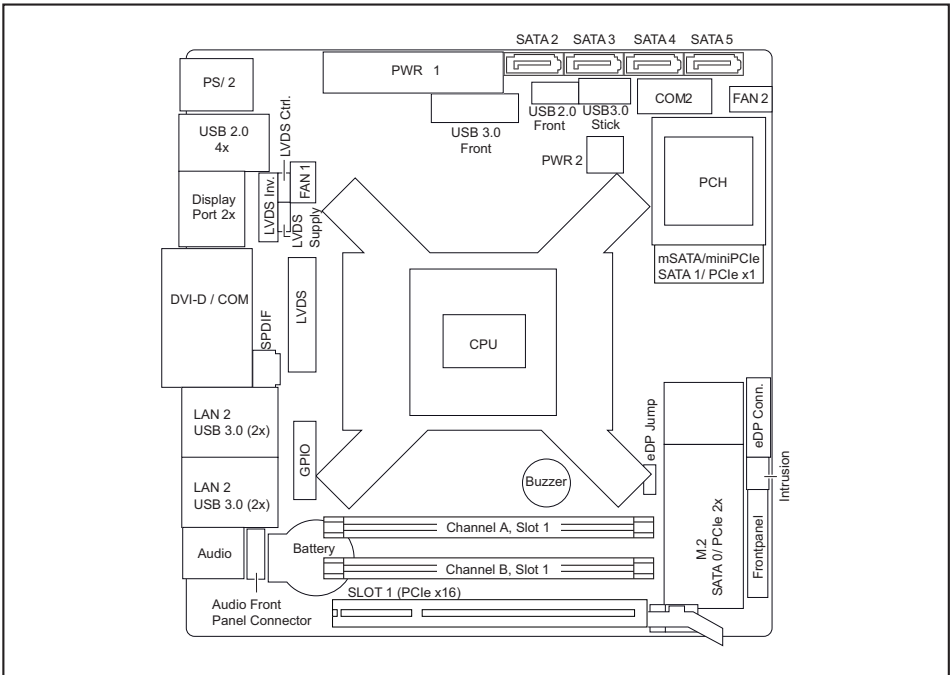 SATA 2
SATA 3
SATA 4
SATA 5
PS/ 2
PWR 1
USB 3.0
Front
USB 2.0
Front
USB3.0
Stick
COM2
FAN 2
USB 2.0
4x
LVDS Ctrl.
FAN 1
LVDS Inv.
LVDS
Supply
PWR 2
PCH
Display
Port 2x
mSATA/miniPCIe
SATA 1/ PCIe x1
DVI-D / COM
SPDIF
LVDS
CPU
LAN 2
USB 3.0 (2x)
GPIO
eDP Jump
eDP Conn.
Intrusion
LAN 2
USB 3.0 (2x)
Buzzer
M.2
SATA 0/ PCIe 2x
Frontpanel
Audio
Battery
Channel A, Slot 1
Channel B, Slot 1
SLOT 1 (PCIe x16)
Audio Front
Panel Connector